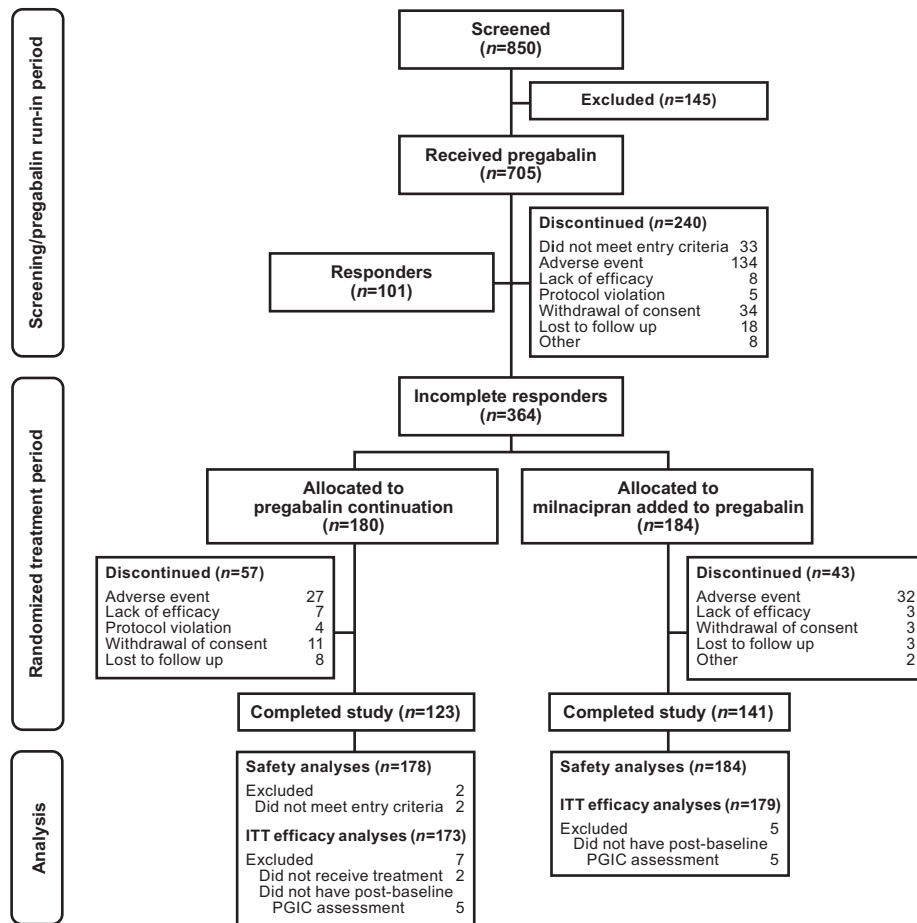 Screening/pregabalin run-in period
Screened
(n=850)
Excluded (n=145)
Received pregabalin
(n=705)
Responders
(n=101)
Discontinued (n=240)
Did not meet entry criteria 33
Adverse event 134
Lack of efficacy 8
Protocol violation 5
Withdrawal of consent 34
Lost to follow up 18
Other 8
Randomized treatment period
Incomplete responders
(n=364)
Allocated to
pregabalin continuation
(n=180)
Allocated to
milnacipran added to pregabalin
(n=184)
Discontinued (n=57)
Adverse event 27
Lack of efficacy 7
Protocol violation 4
Withdrawal of consent 11
Lost to follow up 8
Discontinued (n=43)
Adverse event 32
Lack of efficacy 3
Withdrawal of consent 3
Lost to follow up 3
Other 2
Completed study (n=123)
Completed study (n=141)
Analysis
Safety analyses (n=178)
Excluded 2
Did not meet entry criteria 2
ITT efficacy analyses (n=173)
Excluded 7
Did not receive treatment 2
Did not have post-baseline
PGIC assessment 5
Safety analyses (n=184)
ITT efficacy analyses (n=179)
Excluded 5
Did not have post-baseline
PGIC assessment 5